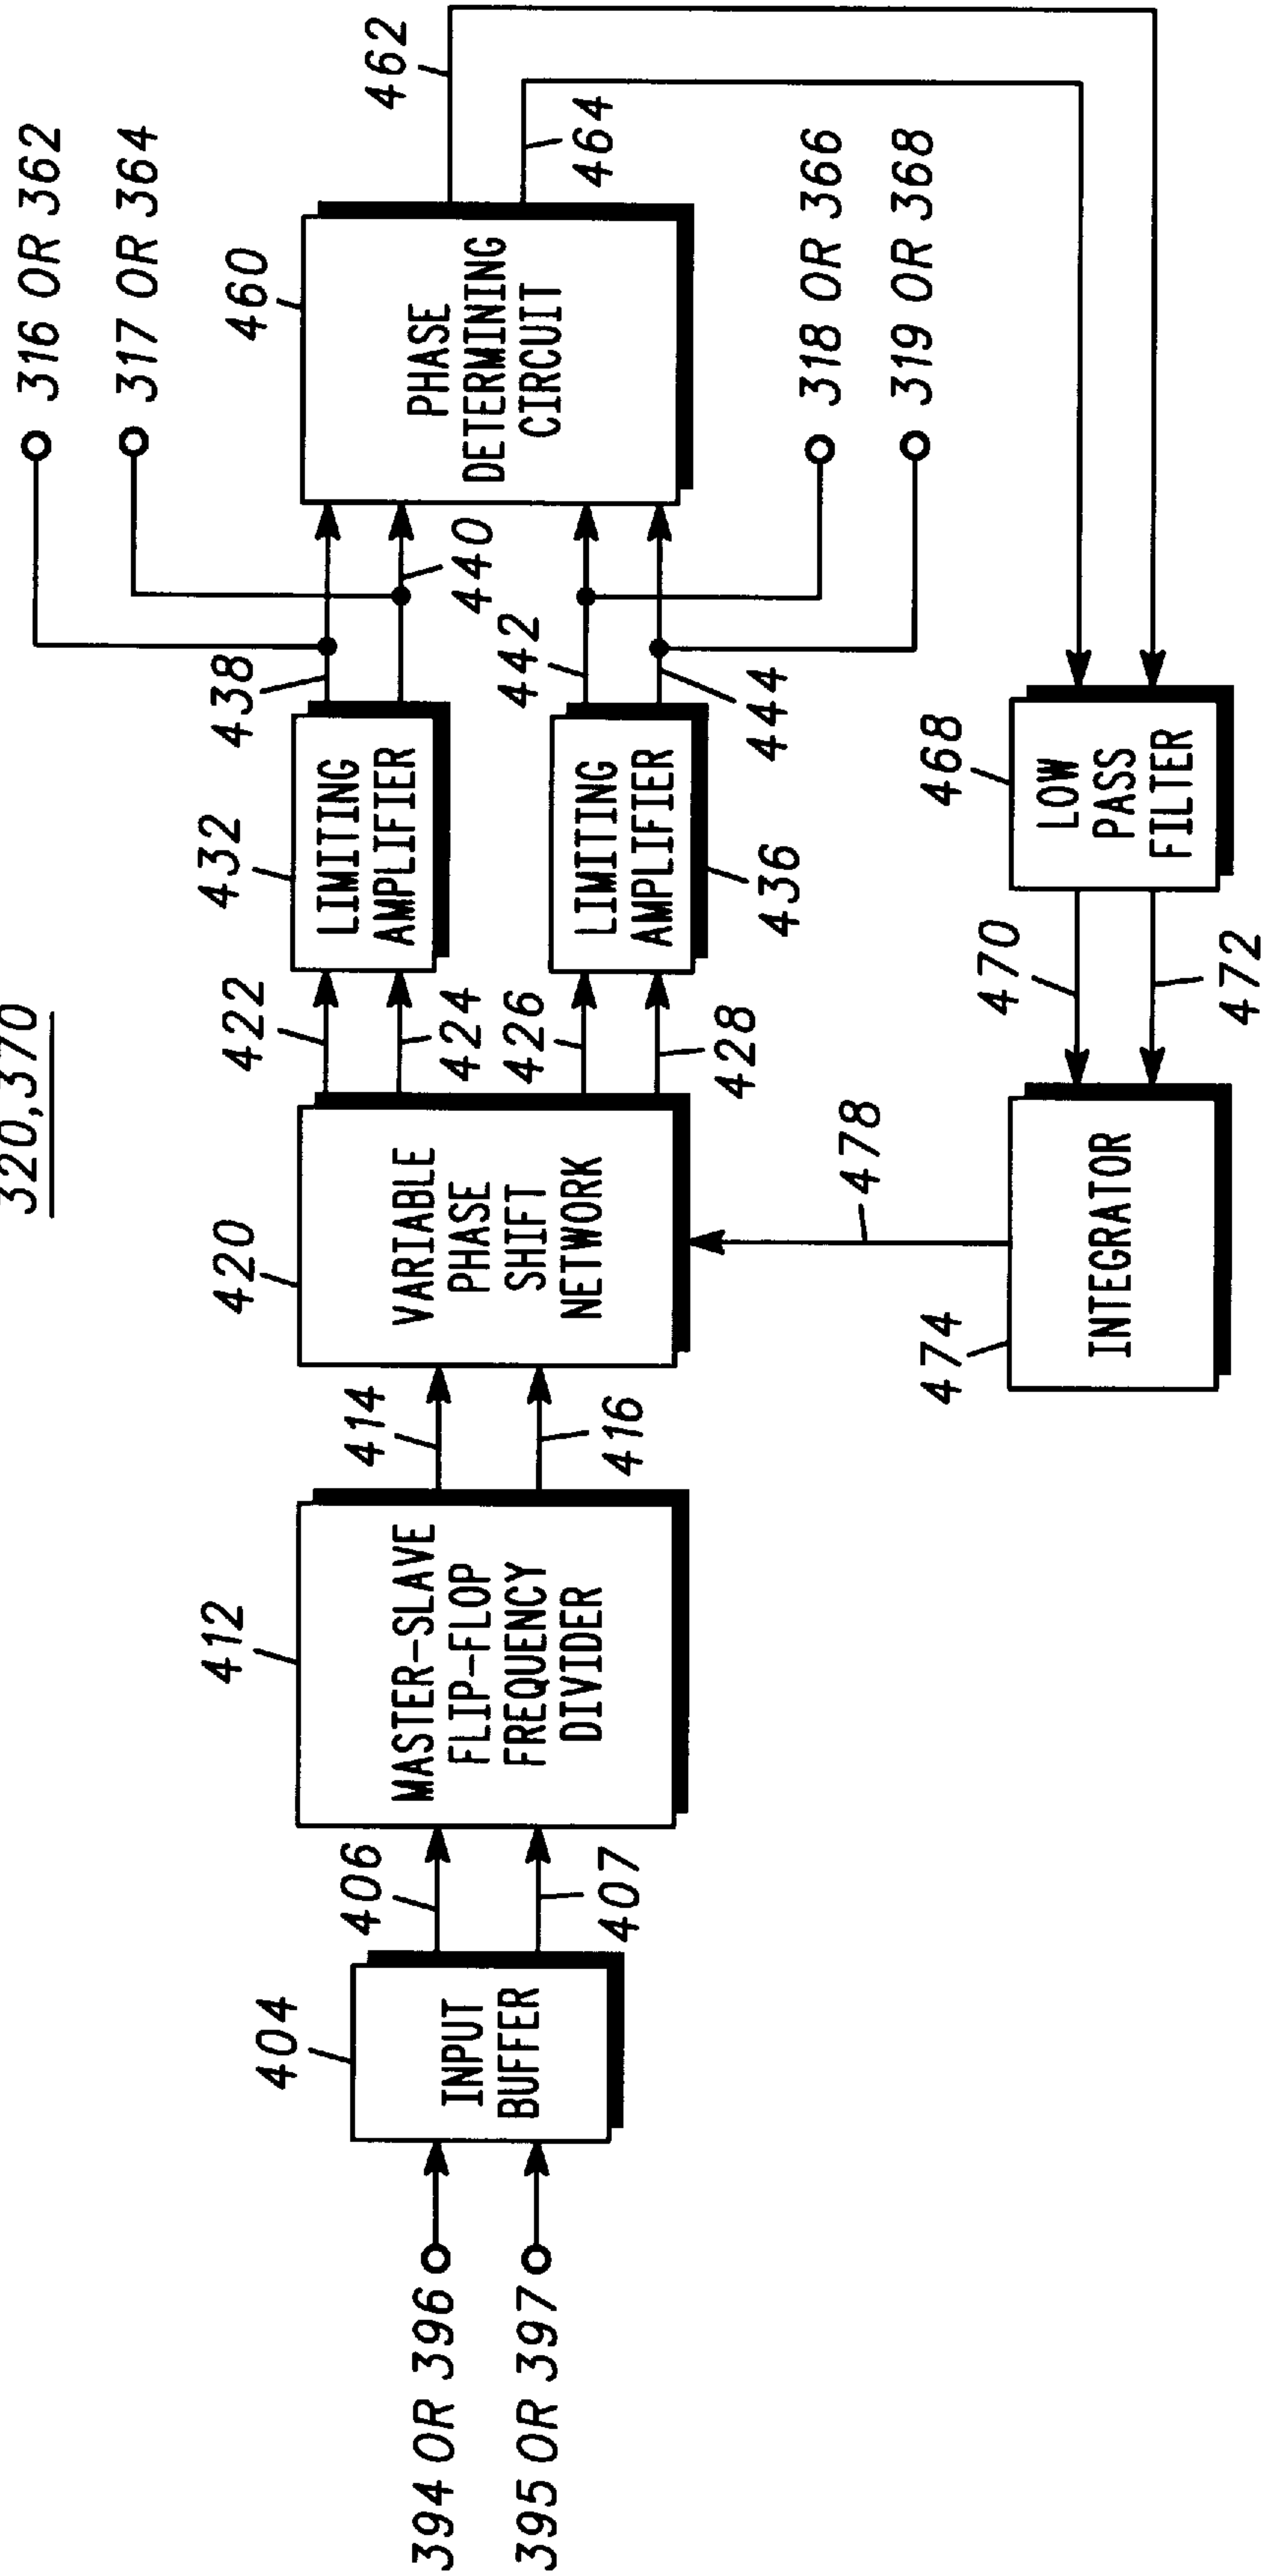 320,370
394 OR 396
395 OR 397
404
INPUT
BUFFER
406
407
412
MASTER-SLAVE
FLIP-FLOP
FREQUENCY
DIVIDER
414
416
420
VARIABLE
PHASE
SHIFT
NETWORK
422
424
426
428
432
LIMITING
AMPLIFIER
LIMITING
AMPLIFIER
436
438
440
442
444
316 OR 362
317 OR 364
460
PHASE
DETERMINING
CIRCUIT
318 OR 366
319 OR 368
462
464
468
LOW
PASS
FILTER
470
472
474
INTEGRATOR
478